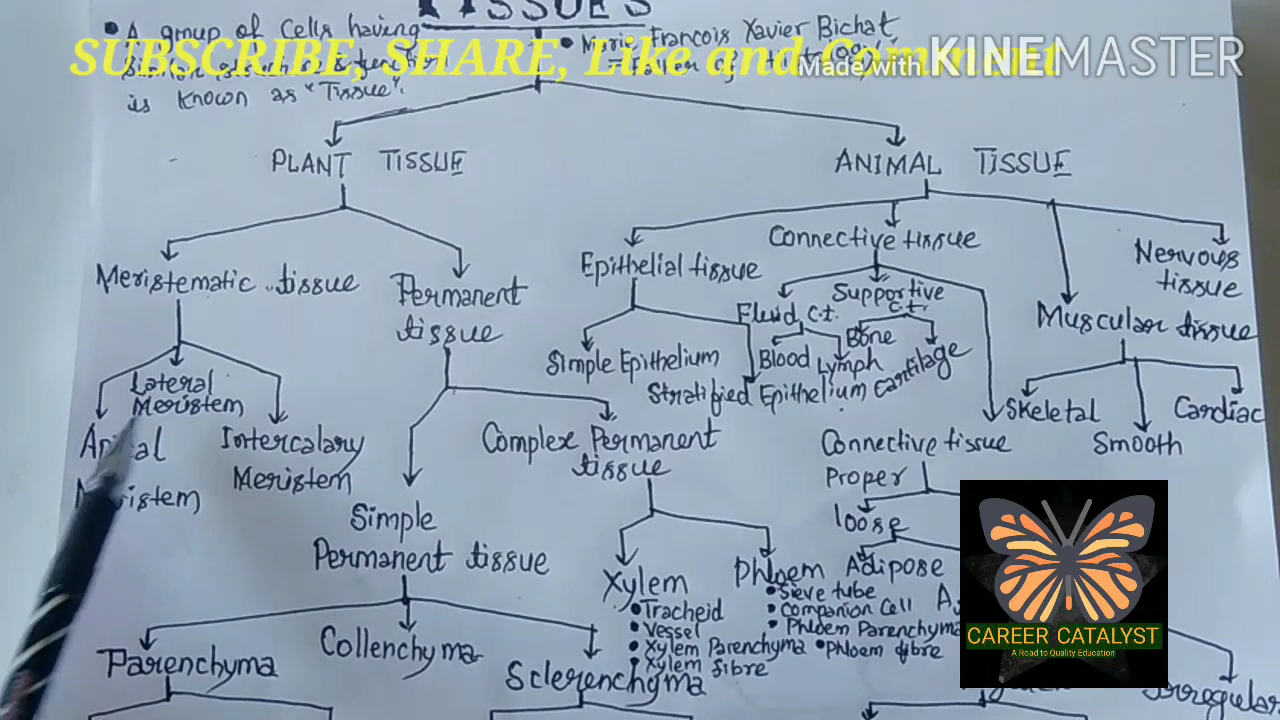 TISSUES
• A group of Cells having
is known as "Tissue".
• Francois Xavier Bichat,
SUBSCRIBE, SHARE, Like and Comment
Made with KINEMASTER
PLANT TISSUE
ANIMAL TISSUE
Meristematic tissue
Permanent
tissue
Epithelial tissue
Connective tissue
Nervous
tissue
Muscular tissue
Lateral
Meristem
Intercalary
Meristem
Simple Epithelium
Stratified Epithelium
Fluid c.t.
Supportive
c.t.
Blood
Lymph
Bone
Cartilage
Skeletal
Smooth
Cardiac
Complex Permanent
tissue
Connective tissue
Proper
loose
Adipose
Simple
Permanent tissue
Xylem
• Tracheid
• Vessel
• Xylem Parenchyma
• Xylem fibre
Phloem
• Sieve tube
• Companion Cell
• Phloem Parenchyma
• Phloem fibre
Parenchyma
Collenchyma
Sclerenchyma
Irregular
CAREER CATALYST
A Road to Quality Education